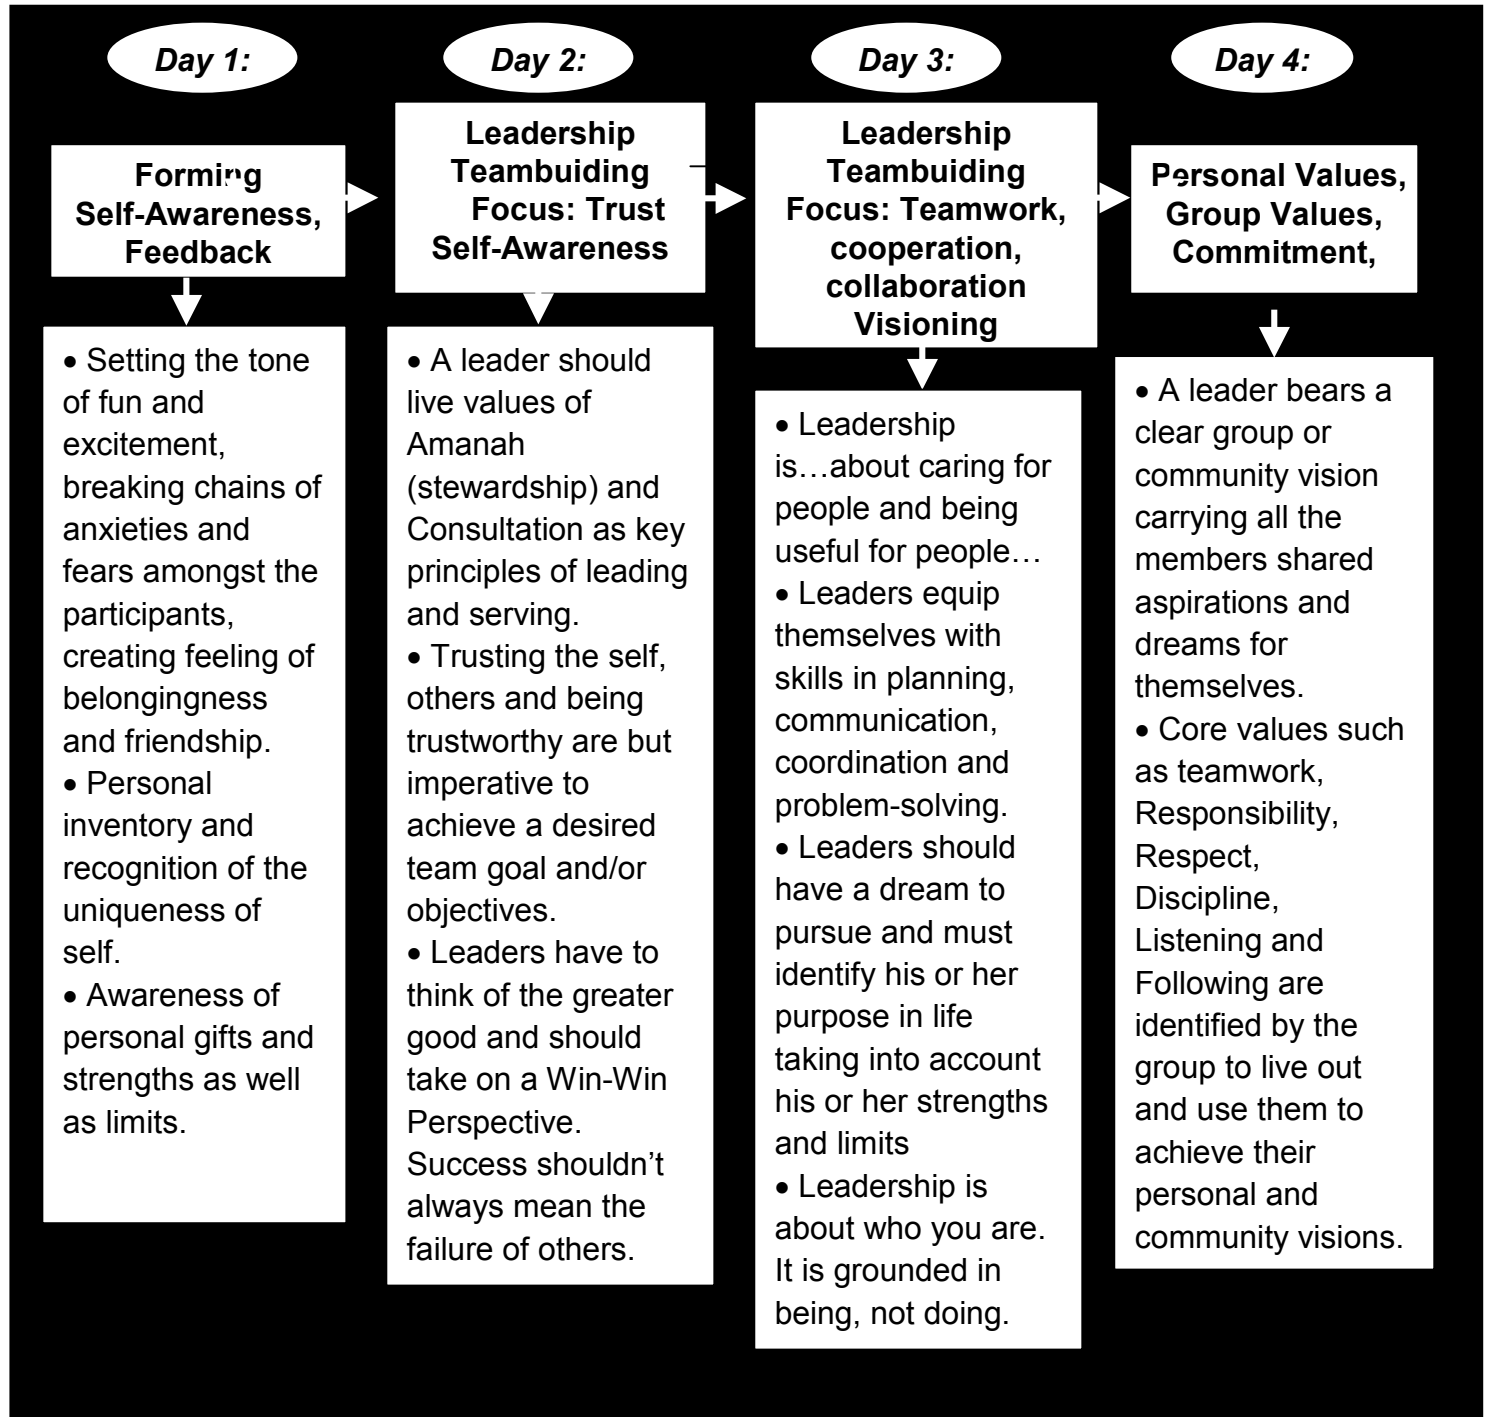 Day 1:
Forming
Self-Awareness,
Feedback
• Setting the tone
of fun and
excitement,
breaking chains of
anxieties and
fears amongst the
participants,
creating feeling of
belongingness
and friendship.
• Personal
inventory and
recognition of the
uniqueness of
self.
• Awareness of
personal gifts and
strengths as well
as limits.
Day 2:
Leadership
Teambuiding
Focus: Trust
Self-Awareness
• A leader should
live values of
Amanah
(stewardship) and
Consultation as key
principles of leading
and serving.
• Trusting the self,
others and being
trustworthy are but
imperative to
achieve a desired
team goal and/or
objectives.
• Leaders have to
think of the greater
good and should
take on a Win-Win
Perspective.
Success shouldn’t
always mean the
failure of others.
Day 3:
Leadership
Teambuiding
Focus: Teamwork,
cooperation,
collaboration
Visioning
• Leadership
is…about caring for
people and being
useful for people…
• Leaders equip
themselves with
skills in planning,
communication,
coordination and
problem-solving.
• Leaders should
have a dream to
pursue and must
identify his or her
purpose in life
taking into account
his or her strengths
and limits
• Leadership is
about who you are.
It is grounded in
being, not doing.
Day 4:
Personal Values,
Group Values,
Commitment,
• A leader bears a
clear group or
community vision
carrying all the
members shared
aspirations and
dreams for
themselves.
• Core values such
as teamwork,
Responsibility,
Respect,
Discipline,
Listening and
Following are
identified by the
group to live out
and use them to
achieve their
personal and
community visions.